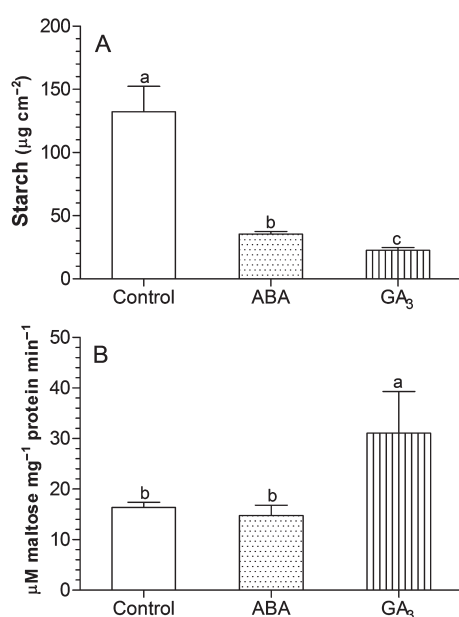 A
Starch (μg cm⁻²)
200
150
100
50
0
a
b
c
Control ABA GA₃
B
μM maltose mg⁻¹ protein min⁻¹
50
40
30
20
10
0
b
b
a
Control ABA GA₃